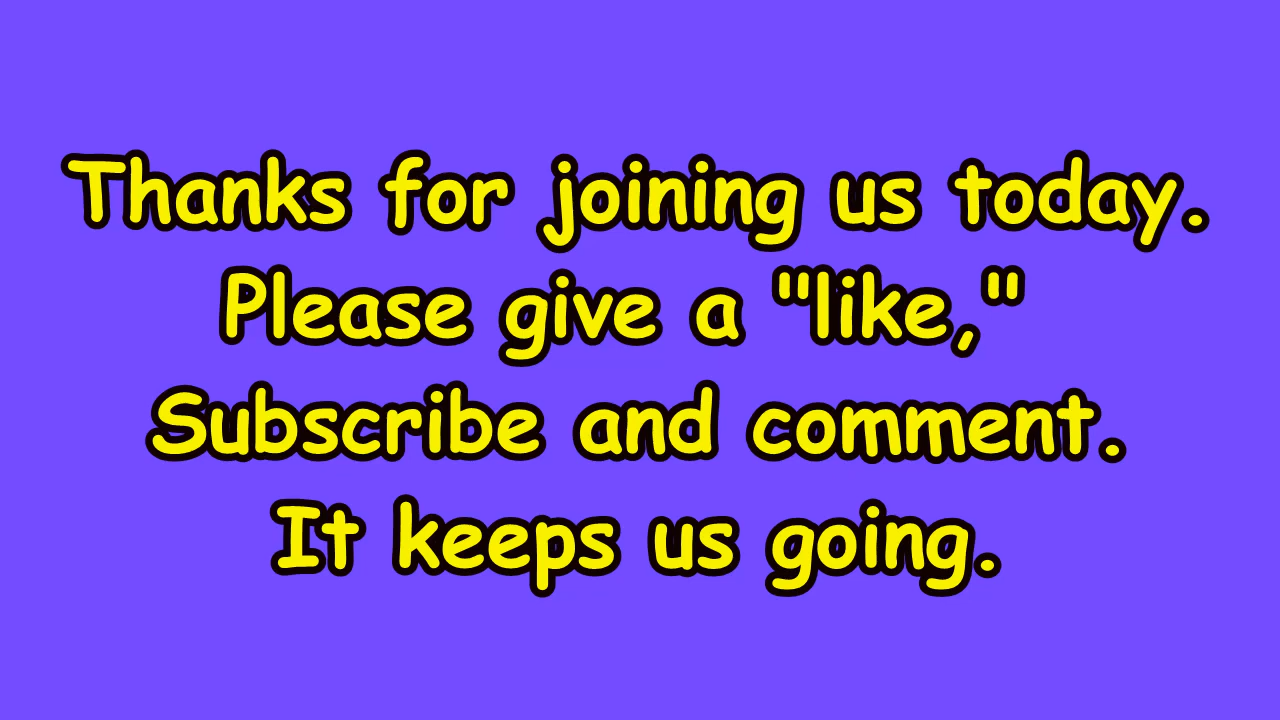 Thanks for joining us today.
Please give a "like,"
Subscribe and comment.
It keeps us going.